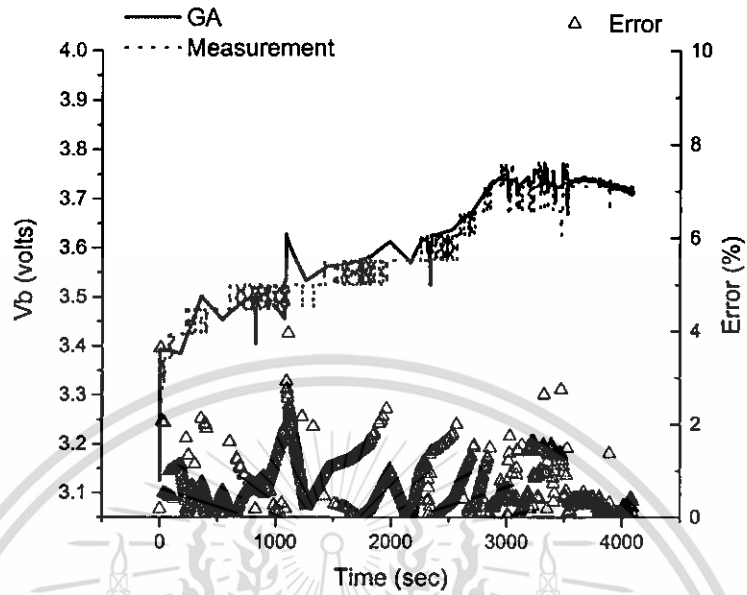 GA
Measurement
Error
4.0
3.9
3.8
3.7
3.6
3.5
3.4
3.3
3.2
3.1
Vb (volts)
10
8
6
4
2
0
Error (%)
0 1000 2000 3000 4000
Time (sec)